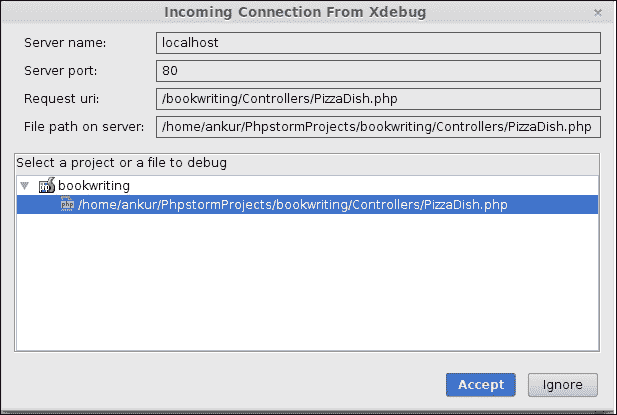 Incoming Connection From Xdebug
Server name: localhost
Server port: 80
Request uri: /bookwriting/Controllers/PizzaDish.php
File path on server: /home/ankur/PhpstormProjects/bookwriting/Controllers/PizzaDish.php
Select a project or a file to debug
bookwriting
/home/ankur/PhpstormProjects/bookwriting/Controllers/PizzaDish.php
Accept Ignore